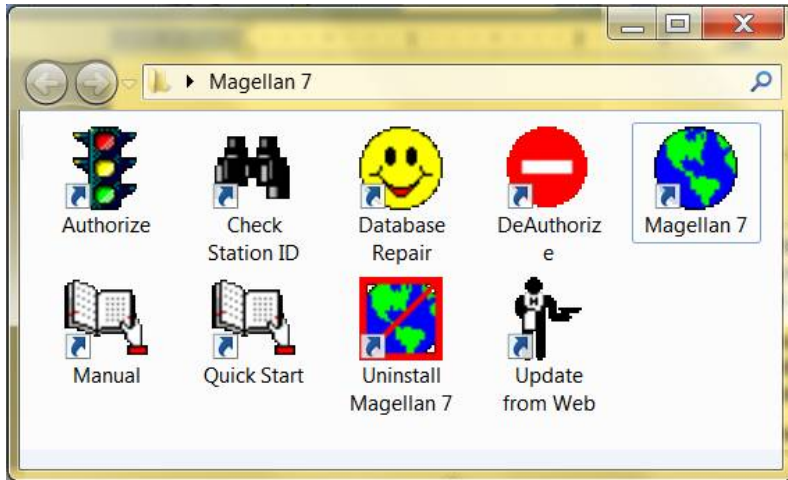 Magellan 7
Authorize
Check
Station ID
Database
Repair
DeAuthoriz
e
Magellan 7
Manual
Quick Start
Uninstall
Magellan 7
Update
from Web